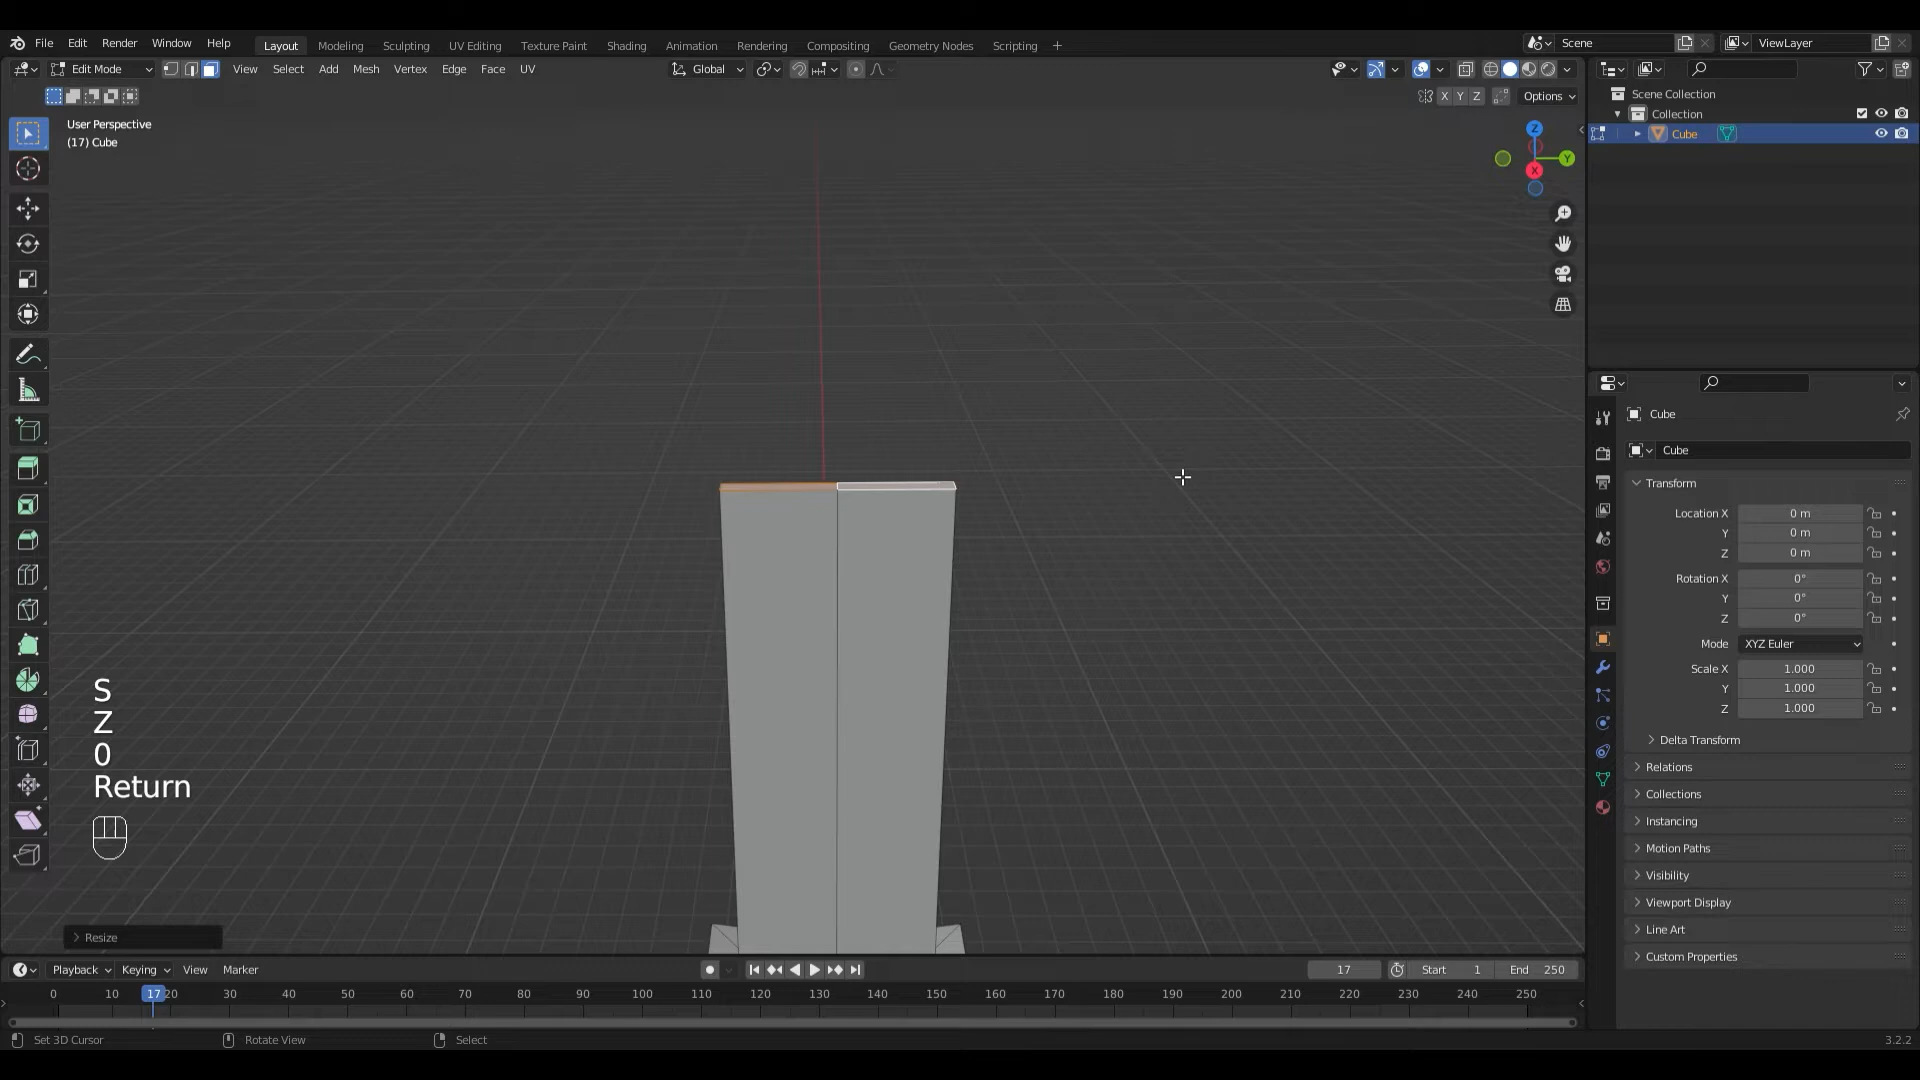 File Edit Render Window Help Layout Modeling Sculpting UV Editing Texture Paint Shading Animation Rendering Compositing Geometry Nodes Scripting + Scene ViewLayer
Edit Mode View Select Add Mesh Vertex Edge Face UV Global
X Y Z Options
User Perspective
(17) Cube
Z
Y
X
Scene Collection
Collection
Cube
Cube
Cube
Transform
Location X 0 m
Y 0 m
Z 0 m
Rotation X 0°
Y 0°
Z 0°
Mode XYZ Euler
Scale X 1.000
Y 1.000
Z 1.000
Delta Transform
Relations
Collections
Instancing
Motion Paths
Visibility
Viewport Display
Line Art
Custom Properties
S
Z
0
Return
Resize
Playback Keying View Marker 17 Start 1 End 250
0 10 17 20 30 40 50 60 70 80 90 100 110 120 130 140 150 160 170 180 190 200 210 220 230 240 250
Set 3D Cursor Rotate View Select 3.2.2